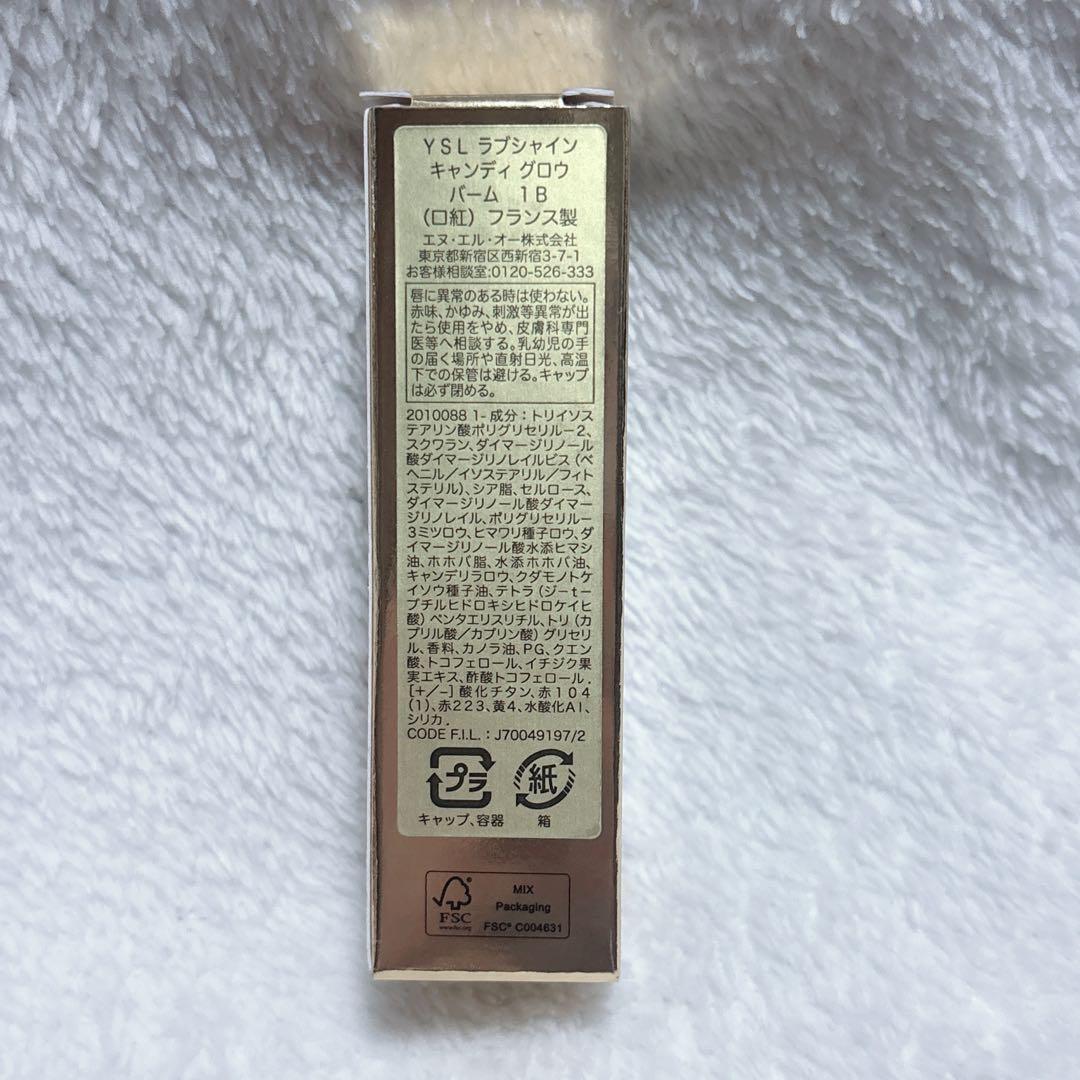 YSL ラブシャイン
キャンディ グロウ
バーム 1B
（口紅）フランス製
エヌ・エル・オー株式会社
東京都新宿区西新宿3-7-1
お客様相談室:0120-526-333
唇に異常のある時は使わない。
赤味、かゆみ、刺激等異常が出
たら使用をやめ、皮膚科専門
医等へ相談する。乳幼児の手
の届く場所や直射日光、高温
下での保管は避ける。キャップ
は必ず閉める。
2010088 1- 成分：トリイソス
テアリン酸ポリグリセリルー2、
スクワラン、ダイマージリノール
酸ダイマージリノレイルビス（ベ
ヘニル／イソステアリル／フィト
ステリル）、シア脂、セルロース、
ダイマージリノール酸ダイマー
ジリノレイル、ポリグリセリルー
3ミツロウ、ヒマワリ種子ロウ、ダ
イマージリノール酸水添ヒマシ
油、ホホバ脂、水添ホホバ油、
キャンデリラロウ、クダモノトケ
イソウ種子油、テトラ（ジーtー
ブチルヒドロキシヒドロケイヒ
酸）ペンタエリスリチル、トリ（カ
プリル酸／カプリン酸）グリセリ
ル、香料、カノラ油、PG、クエン
酸、トコフェロール、イチジク果
実エキス、酢酸トコフェロール.
[+/-] 酸化チタン、赤104
(1)、赤223、黄4、水酸化Al、
シリカ.
CODE F.I.L. : J70049197/2
プラ 紙
キャップ、容器 箱
FSC
www.fsc.org
MIX
Packaging
FSC® C004631